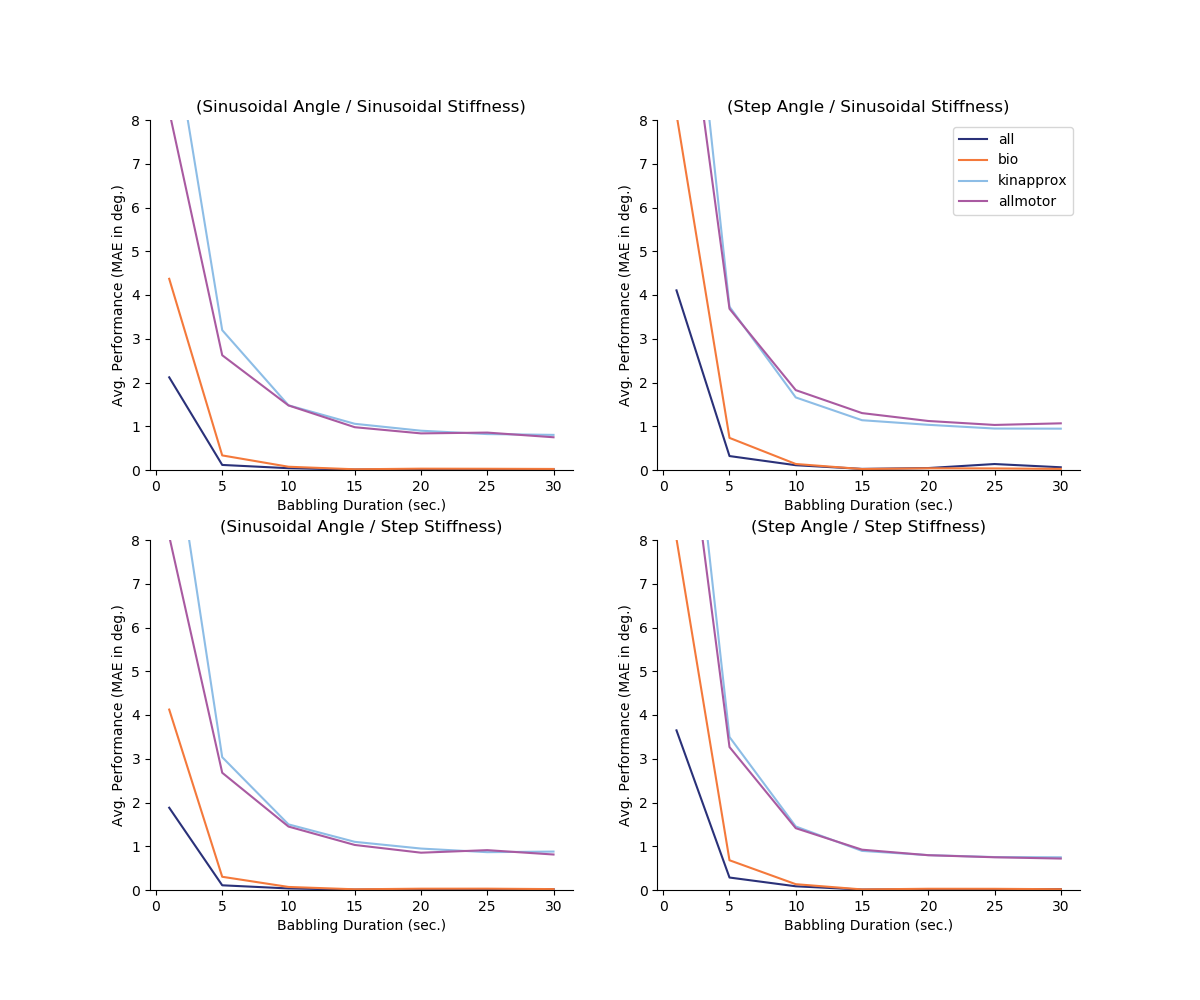 (Sinusoidal Angle / Sinusoidal Stiffness)
8
7
6
5
4
3
2
1
0
Avg. Performance (MAE in deg.)
0 5 10 15 20 25 30
Babbling Duration (sec.)
(Step Angle / Sinusoidal Stiffness)
8
7
6
5
4
3
2
1
0
Avg. Performance (MAE in deg.)
all
bio
kinapprox
allmotor
0 5 10 15 20 25 30
Babbling Duration (sec.)
(Sinusoidal Angle / Step Stiffness)
8
7
6
5
4
3
2
1
0
Avg. Performance (MAE in deg.)
0 5 10 15 20 25 30
Babbling Duration (sec.)
(Step Angle / Step Stiffness)
8
7
6
5
4
3
2
1
0
Avg. Performance (MAE in deg.)
0 5 10 15 20 25 30
Babbling Duration (sec.)